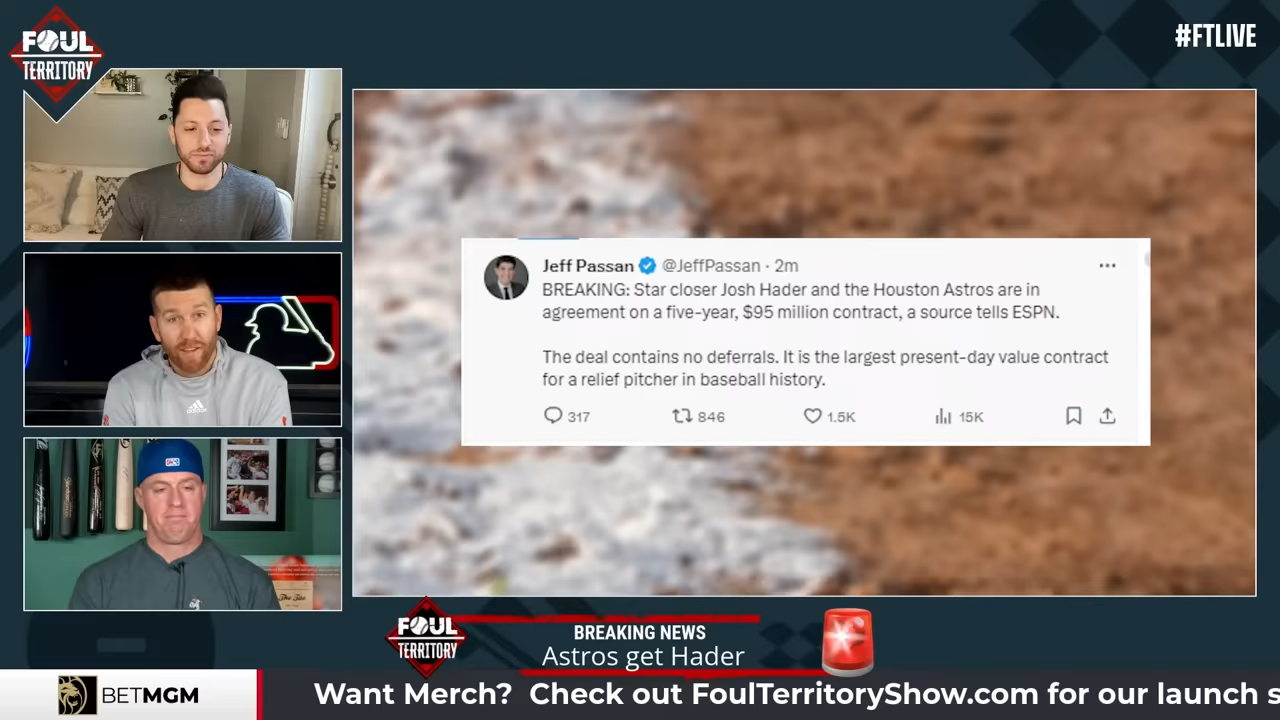 FOUL
TERRITORY
#FTLIVE
Jeff Passan @JeffPassan · 2m
BREAKING: Star closer Josh Hader and the Houston Astros are in
agreement on a five-year, $95 million contract, a source tells ESPN.
The deal contains no deferrals. It is the largest present-day value contract
for a relief pitcher in baseball history.
317 846 1.5K 15K
FOUL
TERRITORY
BREAKING NEWS
Astros get Hader
BETMGM
Want Merch? Check out FoulTerritoryShow.com for our launch s